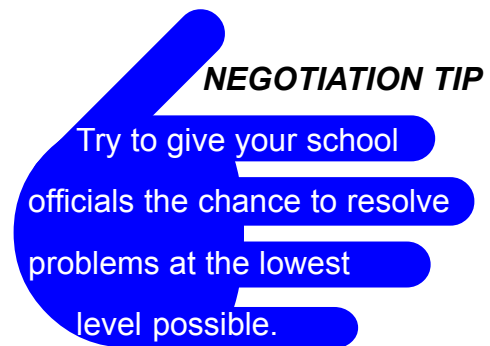 NEGOTIATION TIP
Try to give your school
officials the chance to resolve
problems at the lowest
level possible.